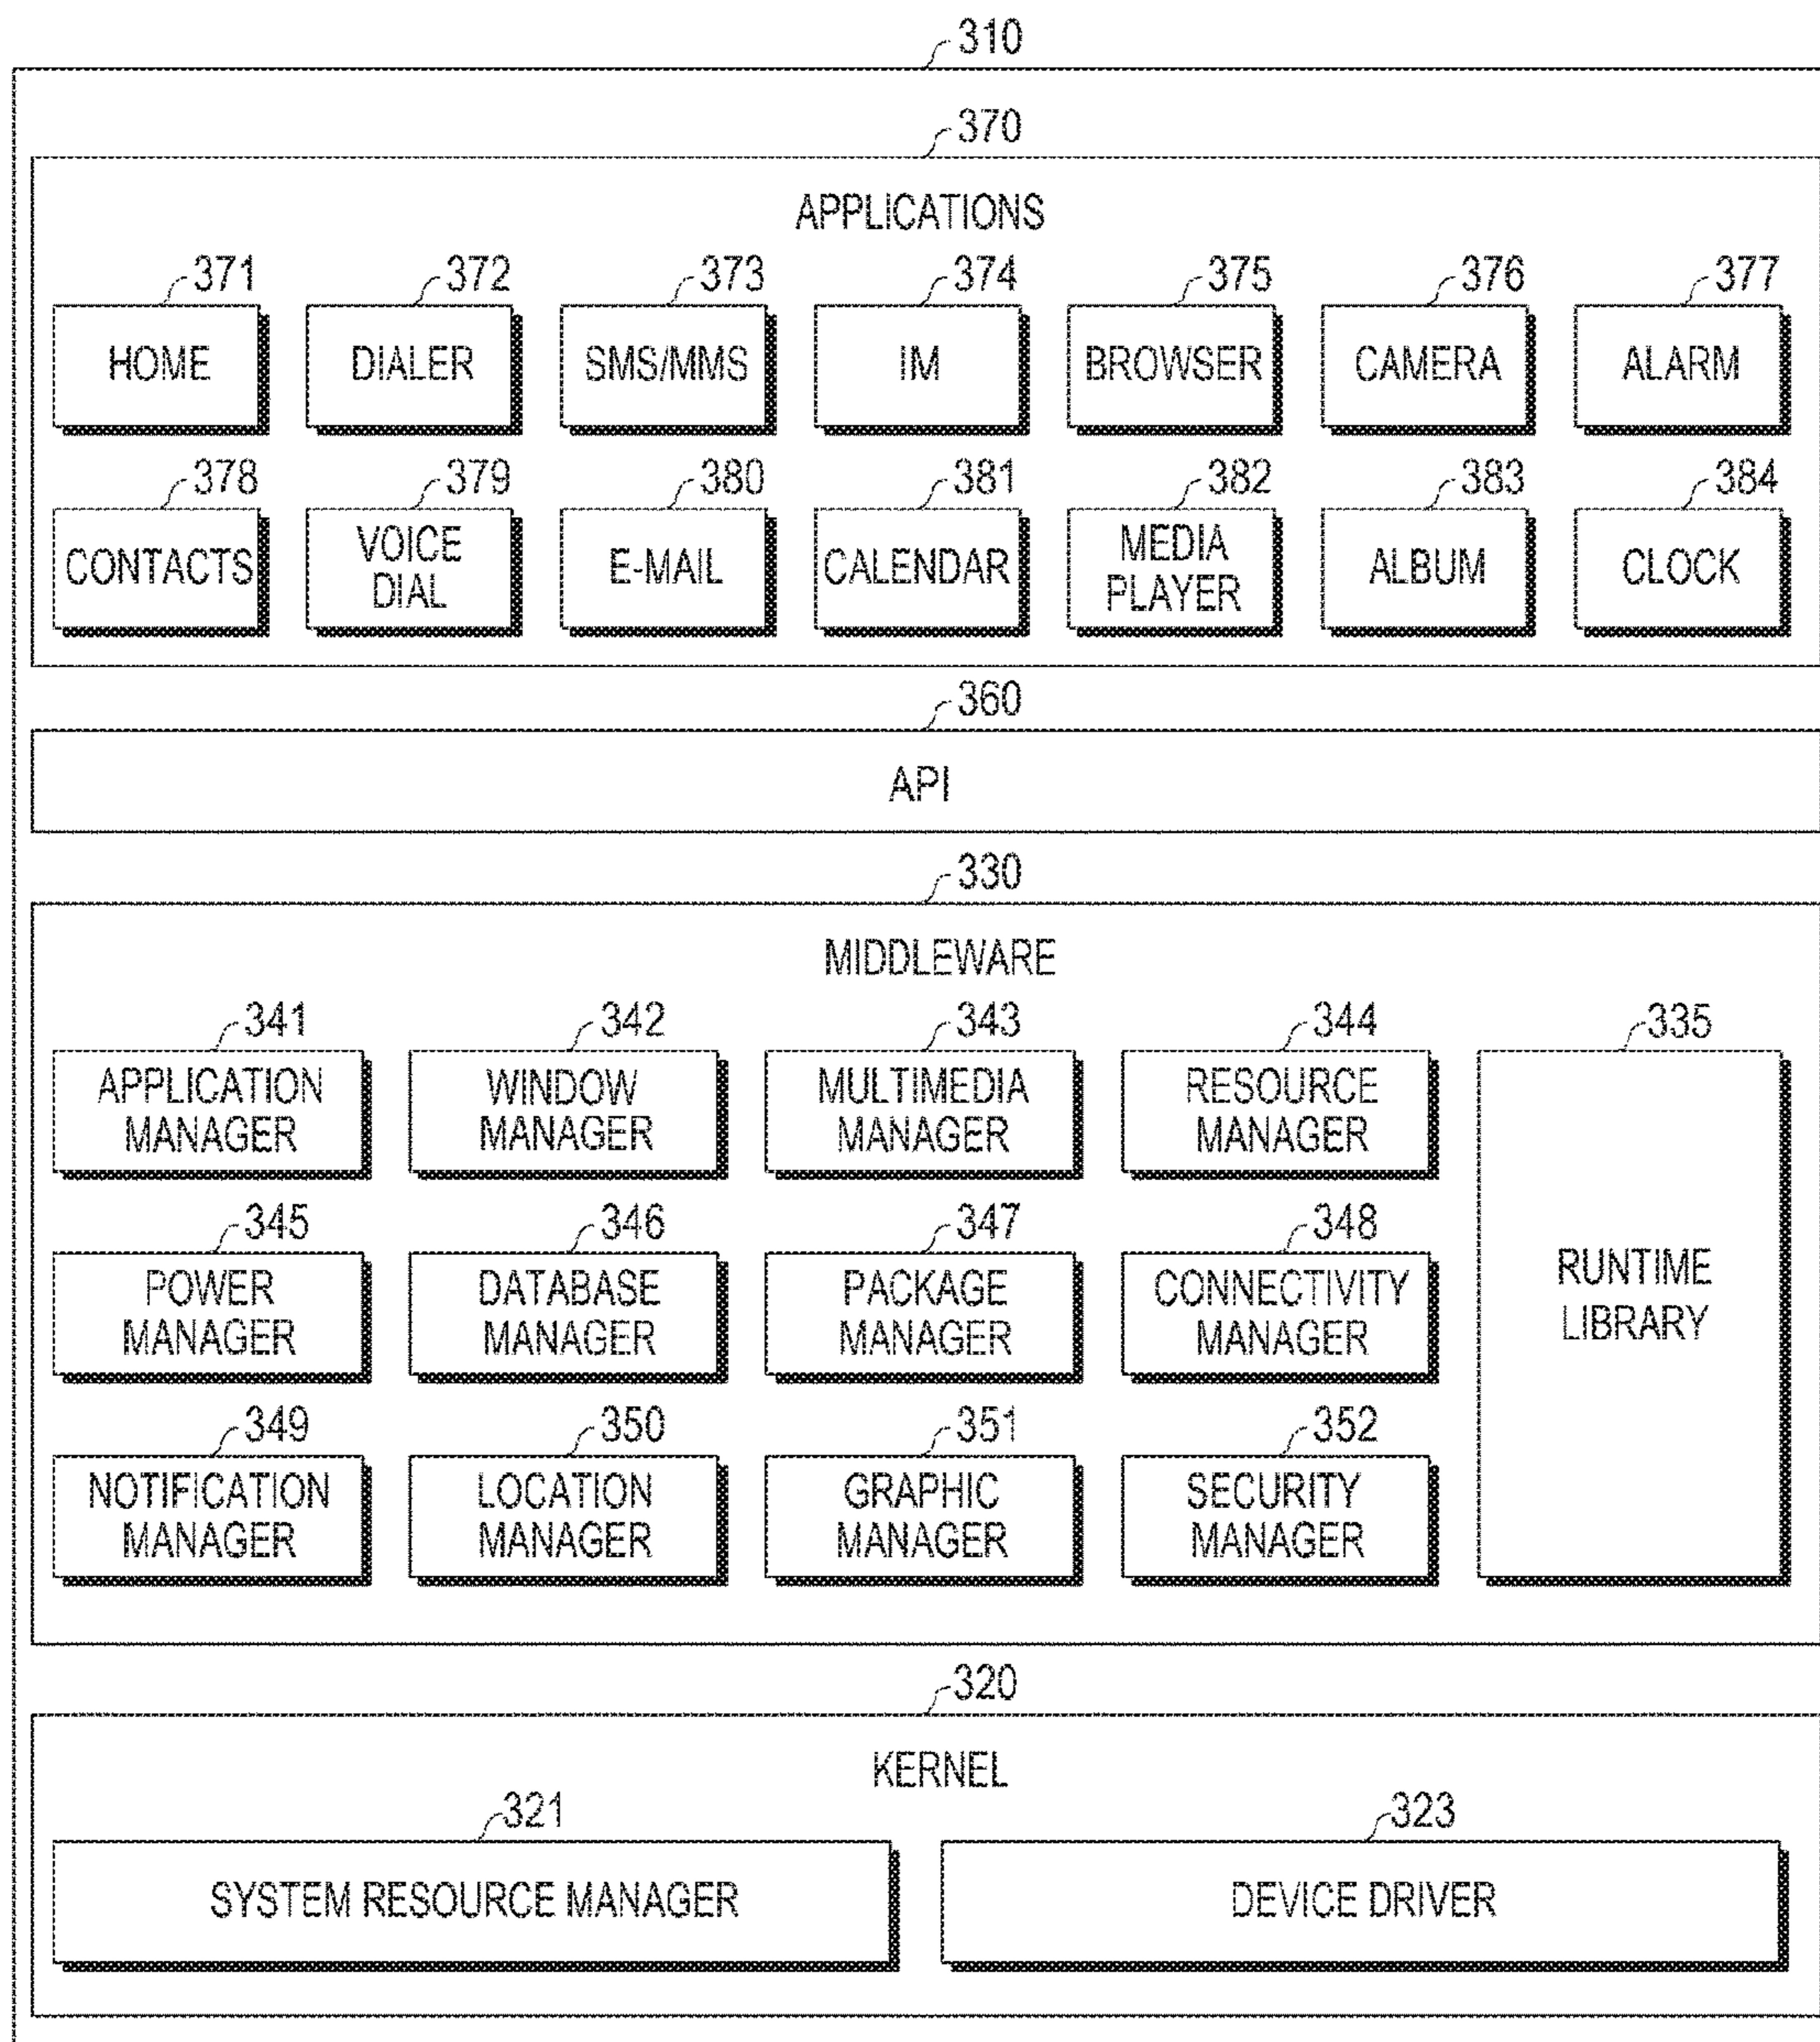 310
370
APPLICATIONS
371 372 373 374 375 376 377
HOME DIALER SMS/MMS IM BROWSER CAMERA ALARM
378 379 380 381 382 383 384
CONTACTS VOICE DIAL E-MAIL CALENDAR MEDIA PLAYER ALBUM CLOCK
360
API
330
MIDDLEWARE
341 342 343 344 335
APPLICATION MANAGER WINDOW MANAGER MULTIMEDIA MANAGER RESOURCE MANAGER
345 346 347 348
POWER MANAGER DATABASE MANAGER PACKAGE MANAGER CONNECTIVITY MANAGER RUNTIME LIBRARY
349 350 351 352
NOTIFICATION MANAGER LOCATION MANAGER GRAPHIC MANAGER SECURITY MANAGER
320
KERNEL
321 323
SYSTEM RESOURCE MANAGER DEVICE DRIVER